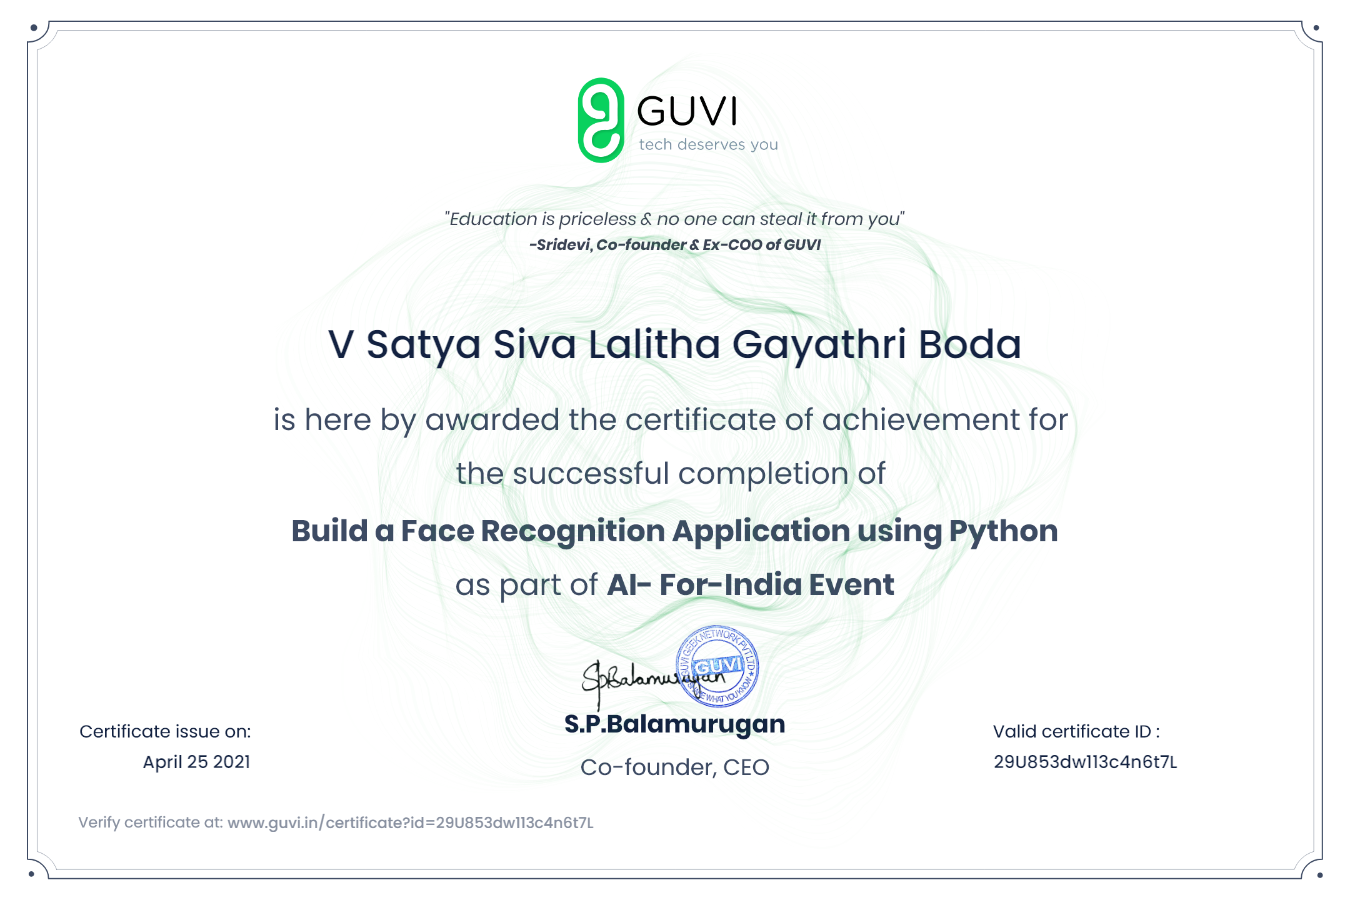 GUVI
tech deserves you
"Education is priceless & no one can steal it from you"
-Sridevi, Co-founder & Ex-COO of GUVI
V Satya Siva Lalitha Gayathri Boda
is here by awarded the certificate of achievement for
the successful completion of
Build a Face Recognition Application using Python
as part of AI- For-India Event
GUVI GEEK NETWORK PVT LTD
GUVI
WHAT YOU KNOW
SpBalamurugan
S.P.Balamurugan
Co-founder, CEO
Certificate issue on:
April 25 2021
Valid certificate ID :
29U853dw113c4n6t7L
Verify certificate at: www.guvi.in/certificate?id=29U853dw113c4n6t7L